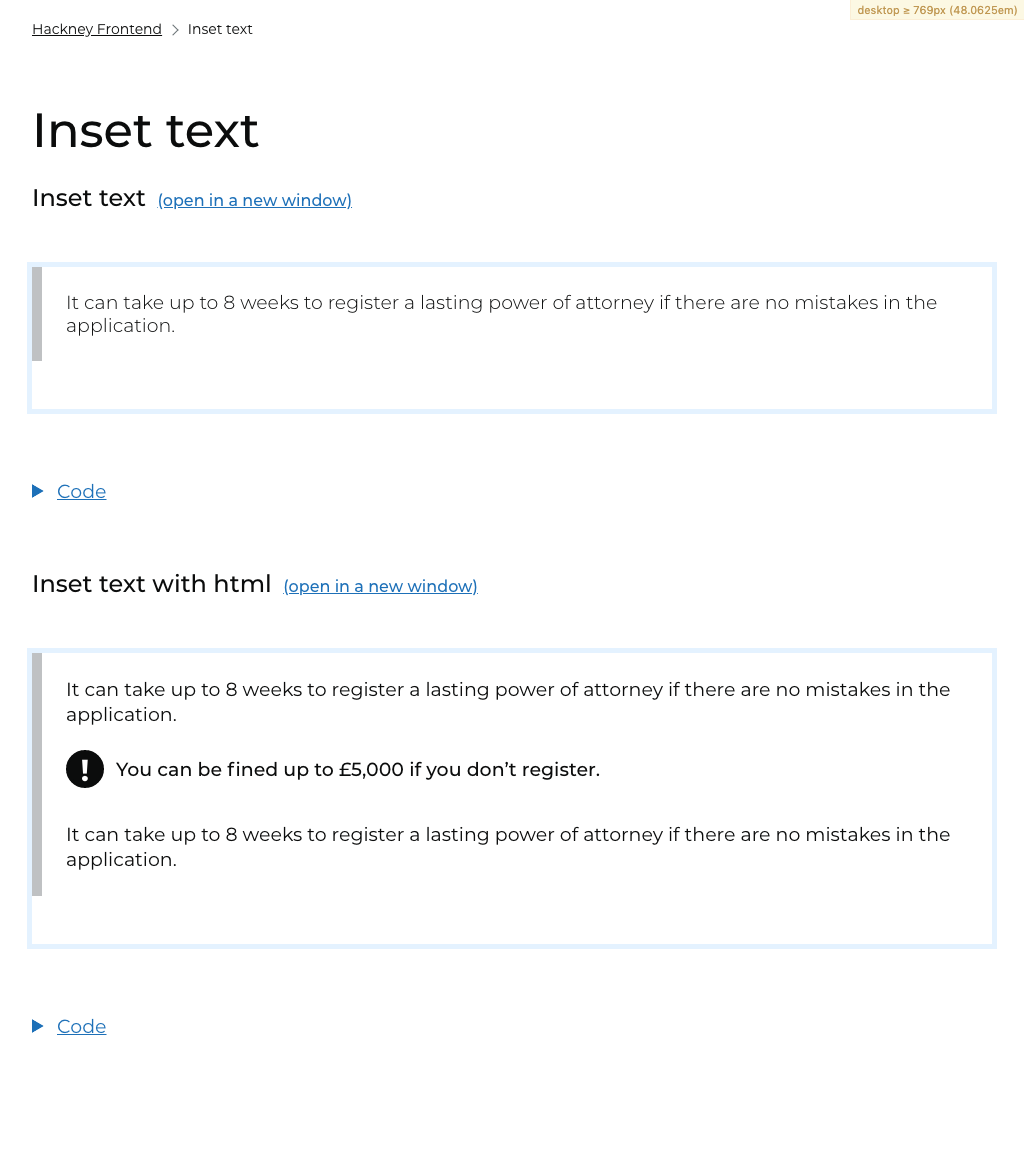 desktop ≥ 769px (48.0625em)
Hackney Frontend Inset text
Inset text
Inset text (open in a new window)
It can take up to 8 weeks to register a lasting power of attorney if there are no mistakes in the
application.
Code
Inset text with html (open in a new window)
It can take up to 8 weeks to register a lasting power of attorney if there are no mistakes in the
application.
! You can be fined up to £5,000 if you don’t register.
It can take up to 8 weeks to register a lasting power of attorney if there are no mistakes in the
application.
Code